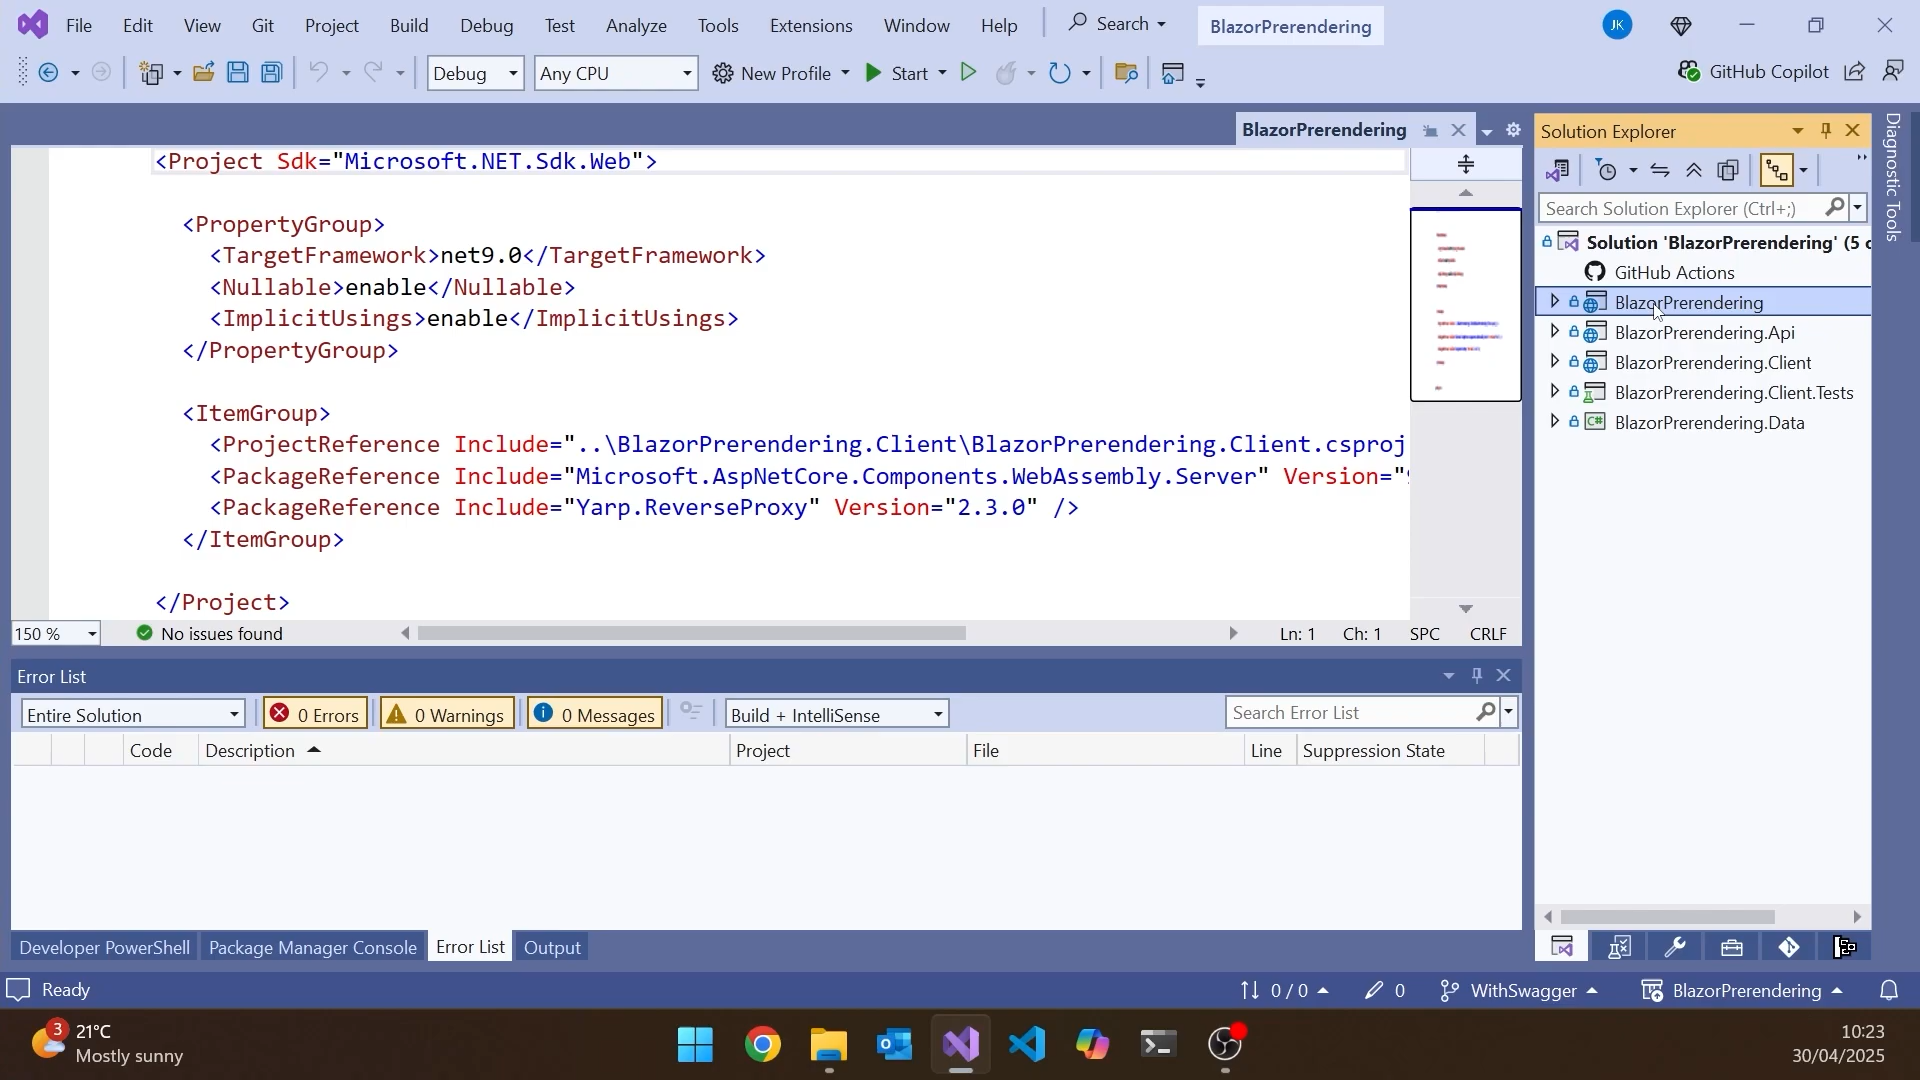 File Edit View Git Project Build Debug Test Analyze Tools Extensions Window Help Search BlazorPrerendering JK
Debug Any CPU New Profile Start GitHub Copilot
BlazorPrerendering
<Project Sdk="Microsoft.NET.Sdk.Web">
<PropertyGroup>
<TargetFramework>net9.0</TargetFramework>
<Nullable>enable</Nullable>
<ImplicitUsings>enable</ImplicitUsings>
</PropertyGroup>
<ItemGroup>
<ProjectReference Include="..\BlazorPrerendering.Client\BlazorPrerendering.Client.csproj
<PackageReference Include="Microsoft.AspNetCore.Components.WebAssembly.Server" Version="
<PackageReference Include="Yarp.ReverseProxy" Version="2.3.0" />
</ItemGroup>
</Project>
150 % No issues found Ln: 1 Ch: 1 SPC CRLF
Error List
Entire Solution 0 Errors 0 Warnings 0 Messages Build + IntelliSense Search Error List
Code Description Project File Line Suppression State
Developer PowerShell Package Manager Console Error List Output
Solution Explorer
Search Solution Explorer (Ctrl+;)
Solution 'BlazorPrerendering' (5 o
GitHub Actions
BlazorPrerendering
BlazorPrerendering.Api
BlazorPrerendering.Client
BlazorPrerendering.Client.Tests
C# BlazorPrerendering.Data
Diagnostic Tools
Ready 0 / 0 0 WithSwagger BlazorPrerendering
3 21°C
Mostly sunny
10:23
30/04/2025